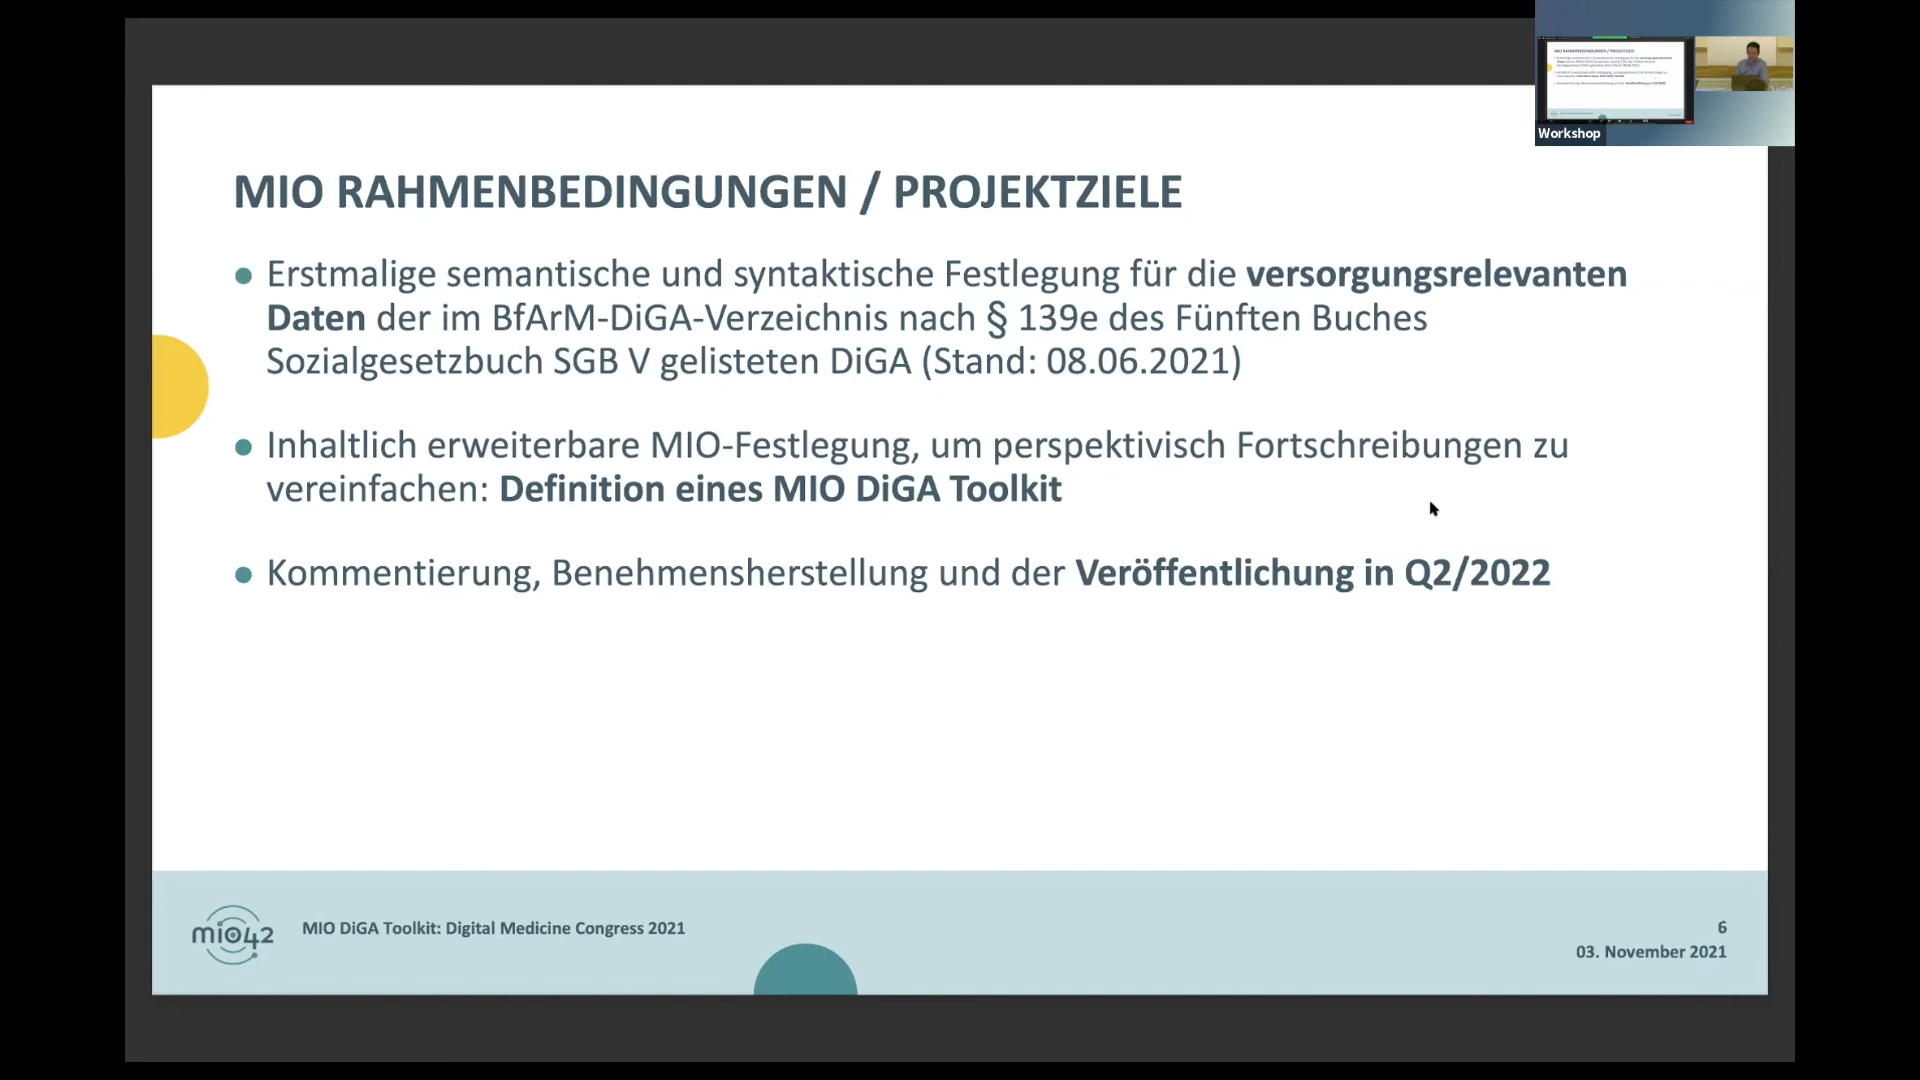 Workshop
MIO RAHMENBEDINGUNGEN / PROJEKTZIELE
Erstmalige semantische und syntaktische Festlegung für die versorgungsrelevanten
Daten der im BfArM-DiGA-Verzeichnis nach § 139e des Fünften Buches
Sozialgesetzbuch SGB V gelisteten DiGA (Stand: 08.06.2021)
Inhaltlich erweiterbare MIO-Festlegung, um perspektivisch Fortschreibungen zu
vereinfachen: Definition eines MIO DiGA Toolkit
Kommentierung, Benehmensherstellung und der Veröffentlichung in Q2/2022
mio42
MIO DiGA Toolkit: Digital Medicine Congress 2021
6
03. November 2021